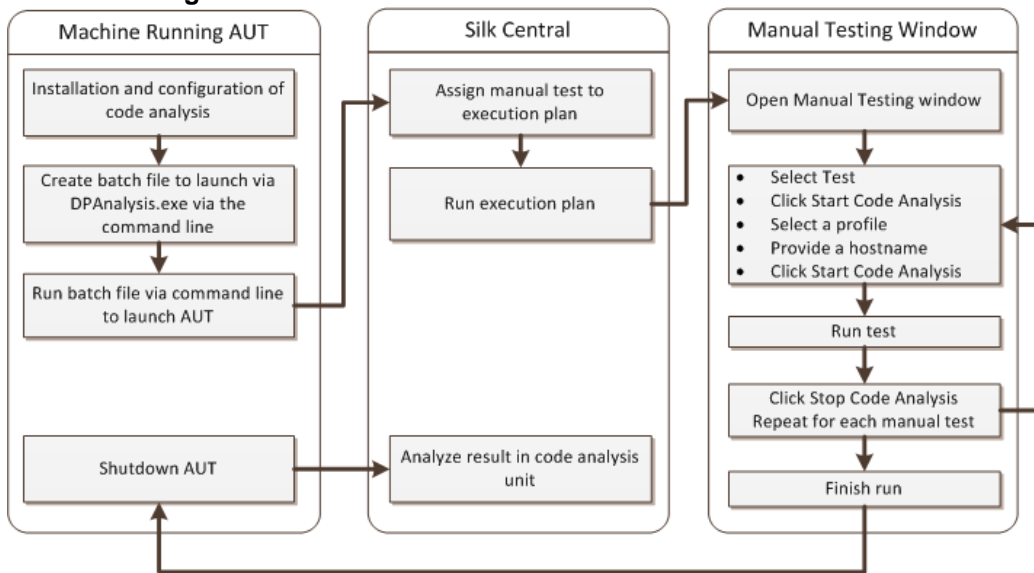 Machine Running AUT
Installation and configuration of
code analysis
Create batch file to launch via
DPAnalysis.exe via the
command line
Run batch file via command line
to launch AUT
Shutdown AUT
Silk Central
Assign manual test to
execution plan
Run execution plan
Analyze result in code analysis
unit
Manual Testing Window
Open Manual Testing window
• Select Test
• Click Start Code Analysis
• Select a profile
• Provide a hostname
• Click Start Code Analysis
Run test
Click Stop Code Analysis
Repeat for each manual test
Finish run